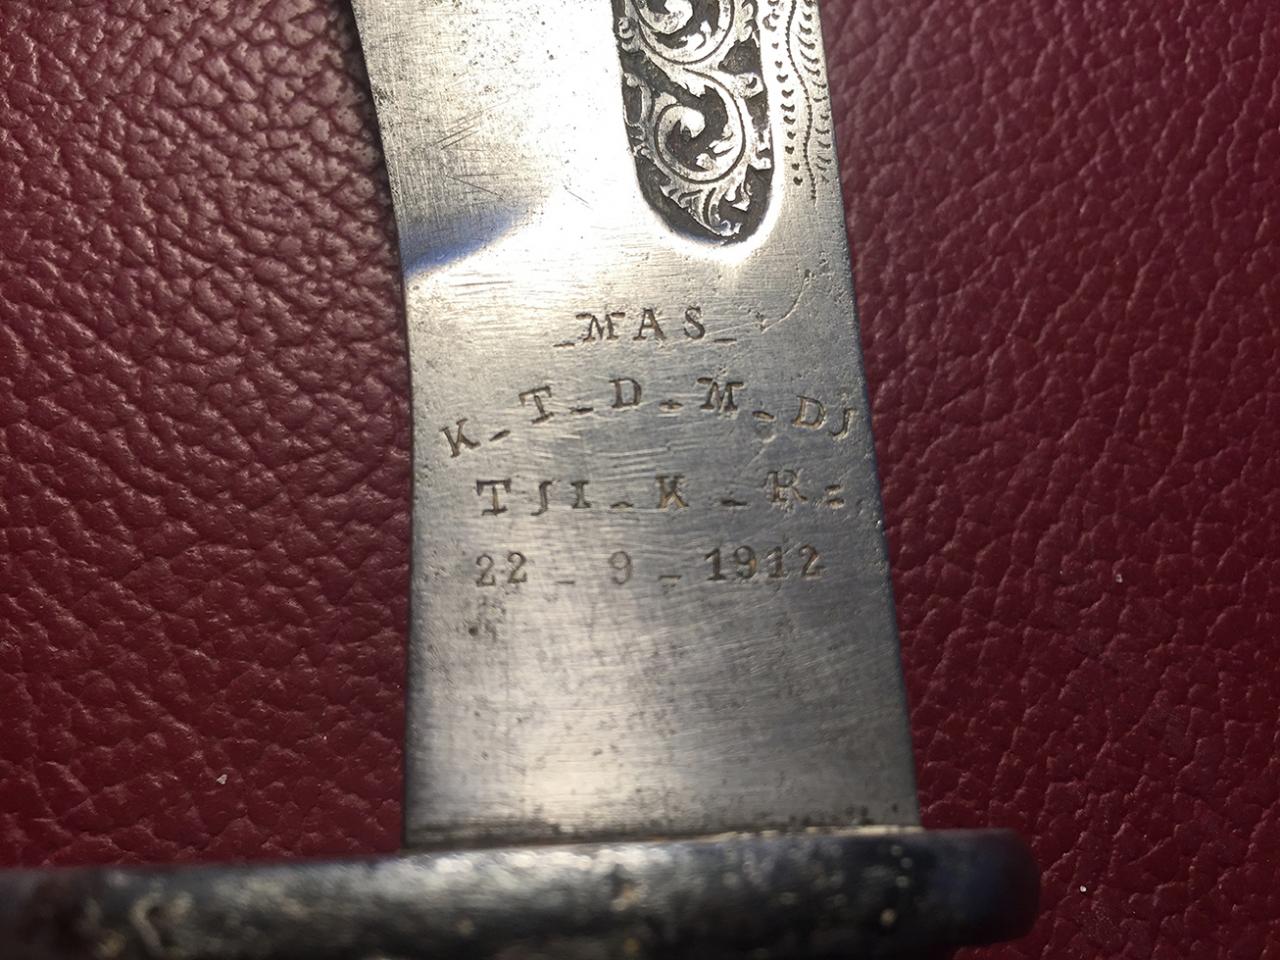 _MAS_
K_T_D_M_DJ
TJI_K_R=
22_9_1912